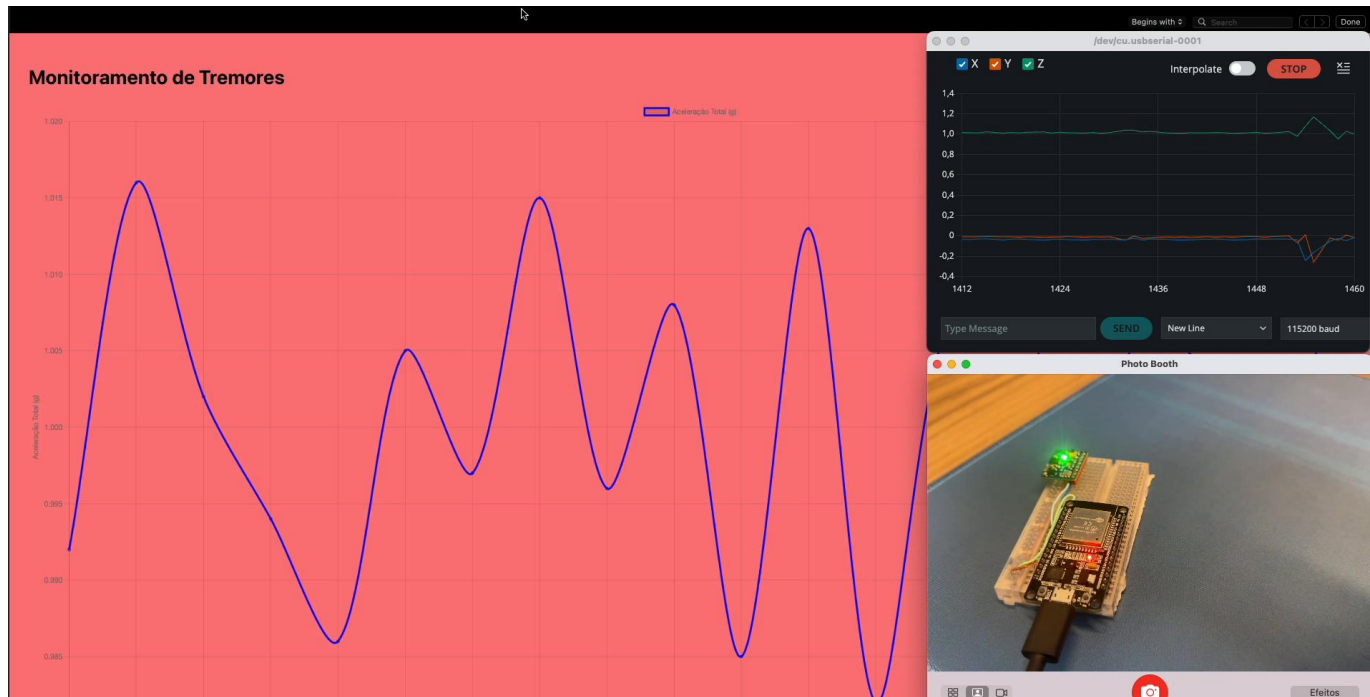 Begins with
Search
Done
Monitoramento de Tremores
Aceleração Total (g)
1.020
1.015
1.010
1.005
1.000
0.995
0.990
0.985
Aceleração Total (g)
/dev/cu.usbserial-0001
X Y Z
Interpolate
STOP
1,4
1,2
1,0
0,8
0,6
0,4
0,2
0
-0,2
-0,4
1412 1424 1436 1448 1460
Type Message
SEND
New Line
115200 baud
Photo Booth
Efeitos